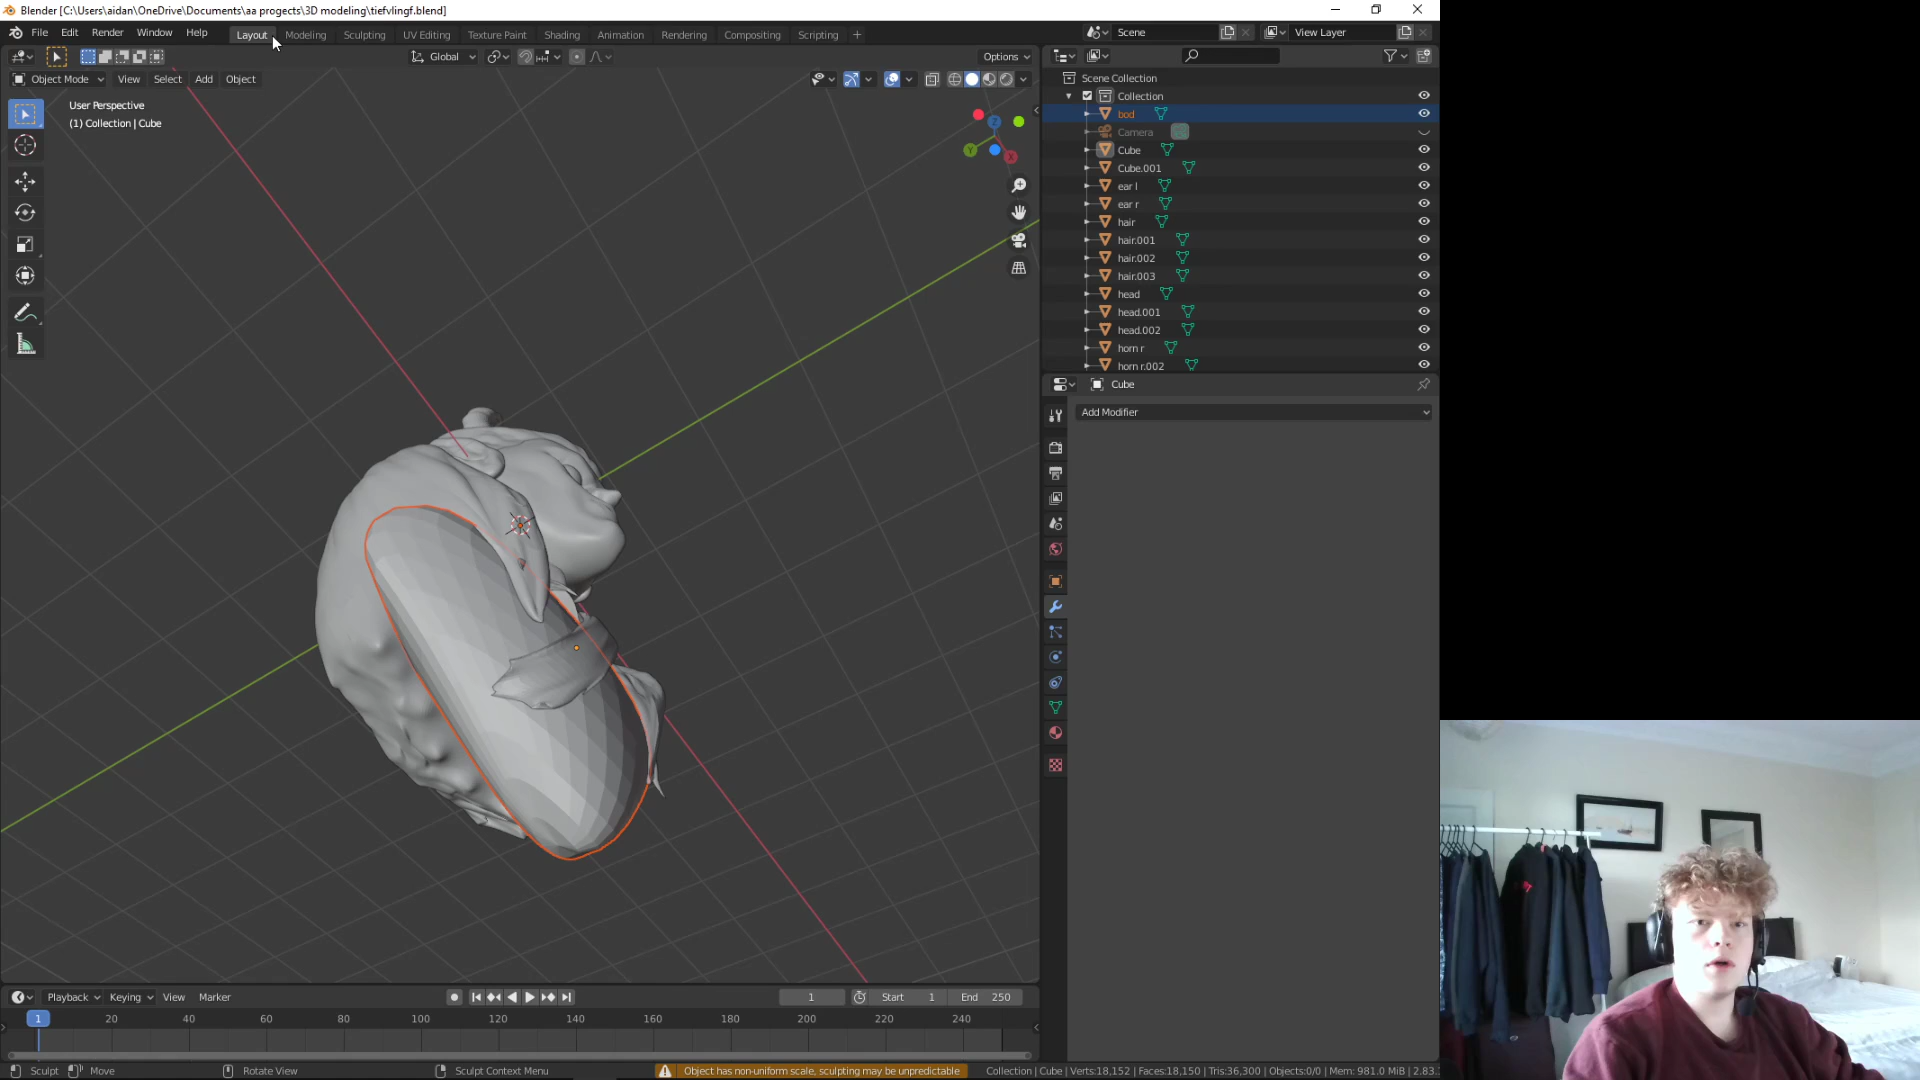 Blender [C:\Users\aidan\OneDrive\Documents\aa progects\3D modeling\tiefvlingf.blend]
File Edit Render Window Help Layout Modeling Sculpting UV Editing Texture Paint Shading Animation Rendering Compositing Scripting + Scene View Layer
Global Options
Object Mode View Select Add Object
User Perspective
(1) Collection | Cube
Z
Y
X
Scene Collection
Collection
bod
Camera
Cube
Cube.001
ear l
ear r
hair
hair.001
hair.002
hair.003
head
head.001
head.002
horn r
horn r.002
Cube
Add Modifier
Playback Keying View Marker 1 Start 1 End 250
1 20 40 60 80 100 120 140 160 180 200 220 240
Sculpt Move Rotate View Sculpt Context Menu Object has non-uniform scale, sculpting may be unpredictable Collection | Cube | Verts:18,152 | Faces:18,150 | Tris:36,300 | Objects:0/0 | Mem: 981.0 MiB | 2.83.